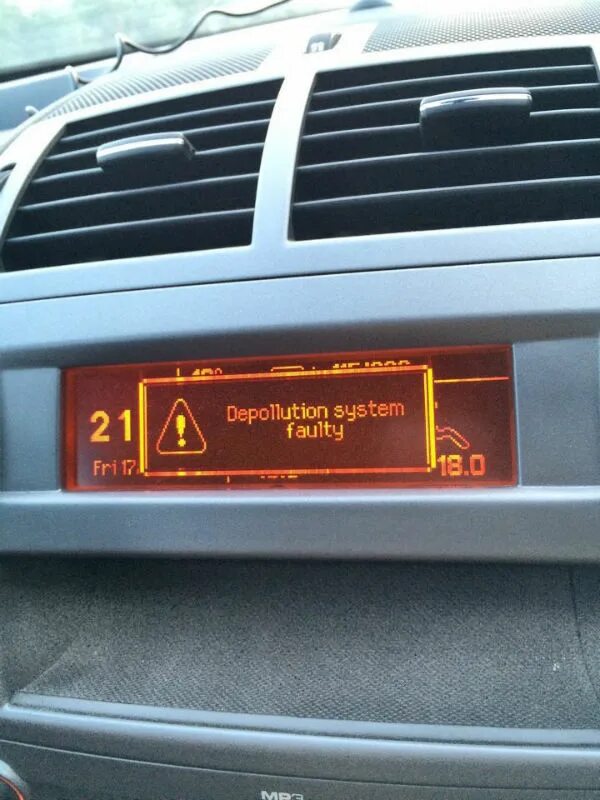 21
Depollution system
faulty
Fri 17
18.0
MP3